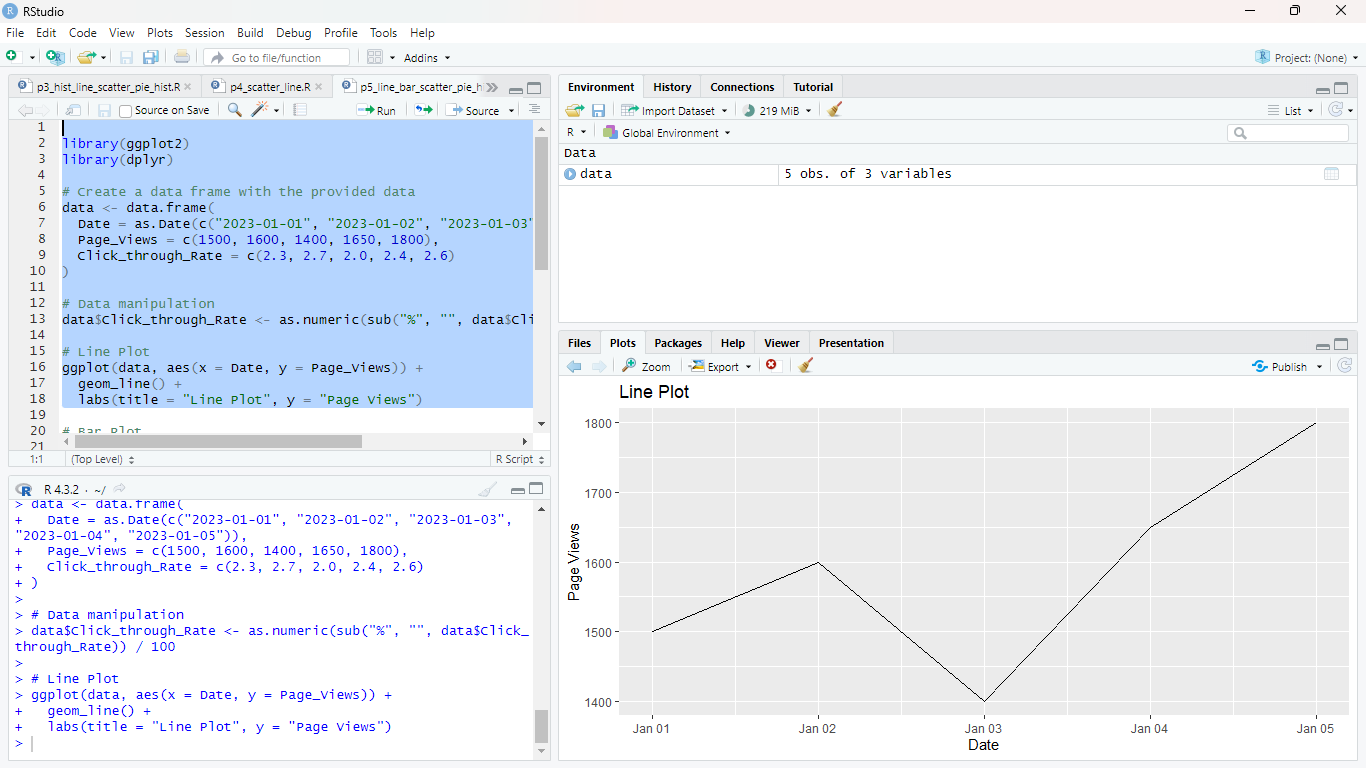 RStudio
File Edit Code View Plots Session Build Debug Profile Tools Help
Go to file/function Addins Project: (None)
p3_hist_line_scatter_pie_hist.R p4_scatter_line.R p5_line_bar_scatter_pie_h
Source on Save Run Source
1
2 library(ggplot2)
3 library(dplyr)
4
5 # Create a data frame with the provided data
6 data <- data.frame(
7 Date = as.Date(c("2023-01-01", "2023-01-02", "2023-01-03"
8 Page_Views = c(1500, 1600, 1400, 1650, 1800),
9 Click_through_Rate = c(2.3, 2.7, 2.0, 2.4, 2.6)
10 )
11
12 # Data manipulation
13 data$Click_through_Rate <- as.numeric(sub("%", "", data$Cli
14
15 # Line Plot
16 ggplot(data, aes(x = Date, y = Page_Views)) +
17 geom_line() +
18 labs(title = "Line Plot", y = "Page Views")
19
20 # Bar Plot
21
1:1 (Top Level) R Script
R R 4.3.2 · ~/
> data <- data.frame(
+ Date = as.Date(c("2023-01-01", "2023-01-02", "2023-01-03",
"2023-01-04", "2023-01-05")),
+ Page_Views = c(1500, 1600, 1400, 1650, 1800),
+ Click_through_Rate = c(2.3, 2.7, 2.0, 2.4, 2.6)
+ )
>
> # Data manipulation
> data$Click_through_Rate <- as.numeric(sub("%", "", data$Click_
through_Rate)) / 100
>
> # Line Plot
> ggplot(data, aes(x = Date, y = Page_Views)) +
+ geom_line() +
+ labs(title = "Line Plot", y = "Page Views")
>
Environment History Connections Tutorial
Import Dataset 219 MiB List
R Global Environment
Data
data 5 obs. of 3 variables
Files Plots Packages Help Viewer Presentation
Zoom Export Publish
Line Plot
1800
1700
1600
1500
1400
Page Views
Jan 01 Jan 02 Jan 03 Jan 04 Jan 05
Date